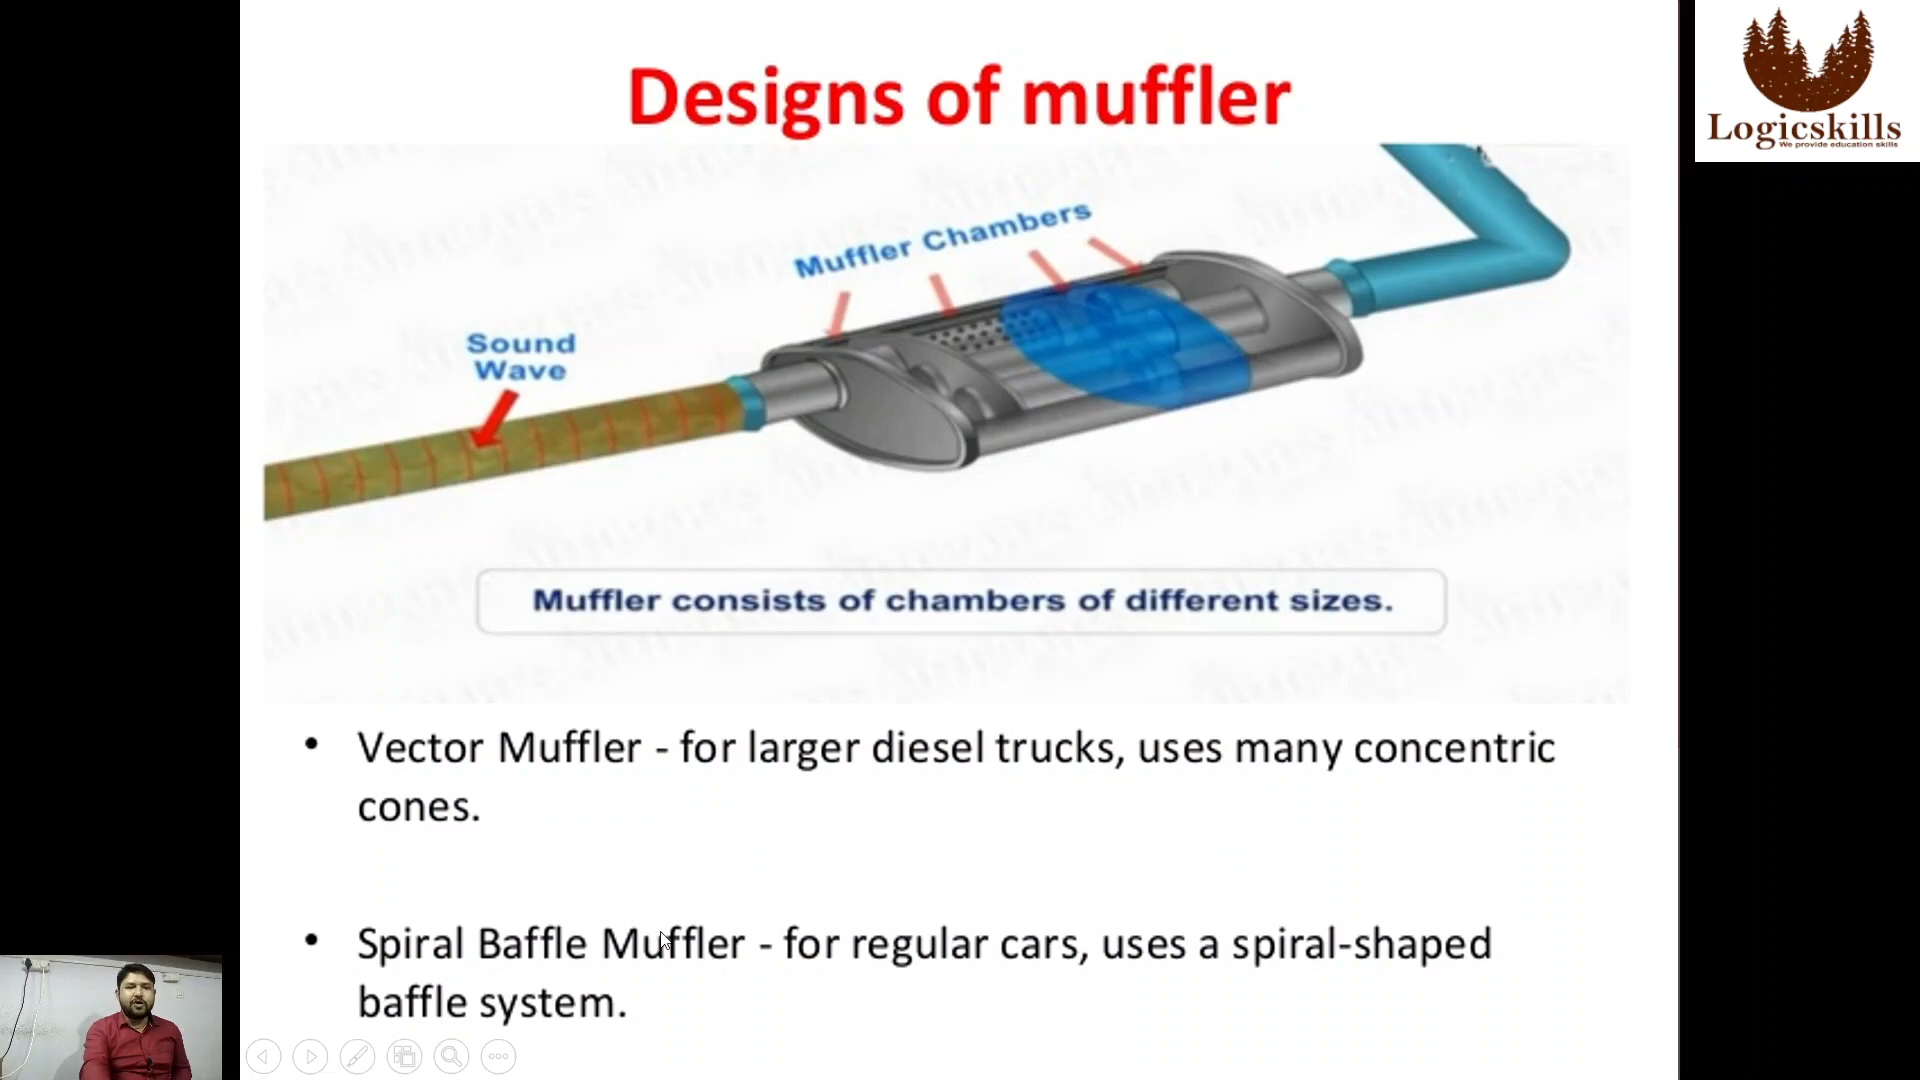 Designs of muffler
Logicskills
We provide education skills
Muffler Chambers
Sound
Wave
Muffler consists of chambers of different sizes.
• Vector Muffler - for larger diesel trucks, uses many concentric
cones.
• Spiral Baffle Muffler - for regular cars, uses a spiral-shaped
baffle system.